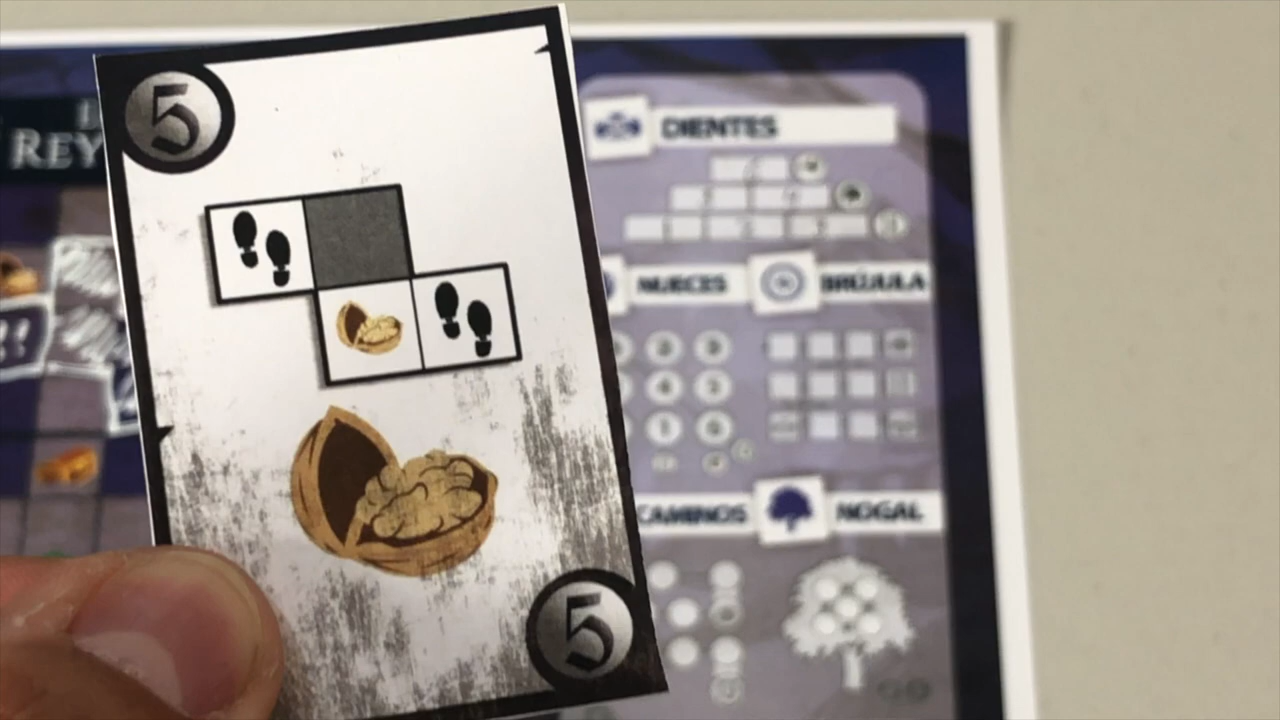 5
REY
DIENTES
NUECES
BRÚJULA
CAMINOS
NOGAL
5